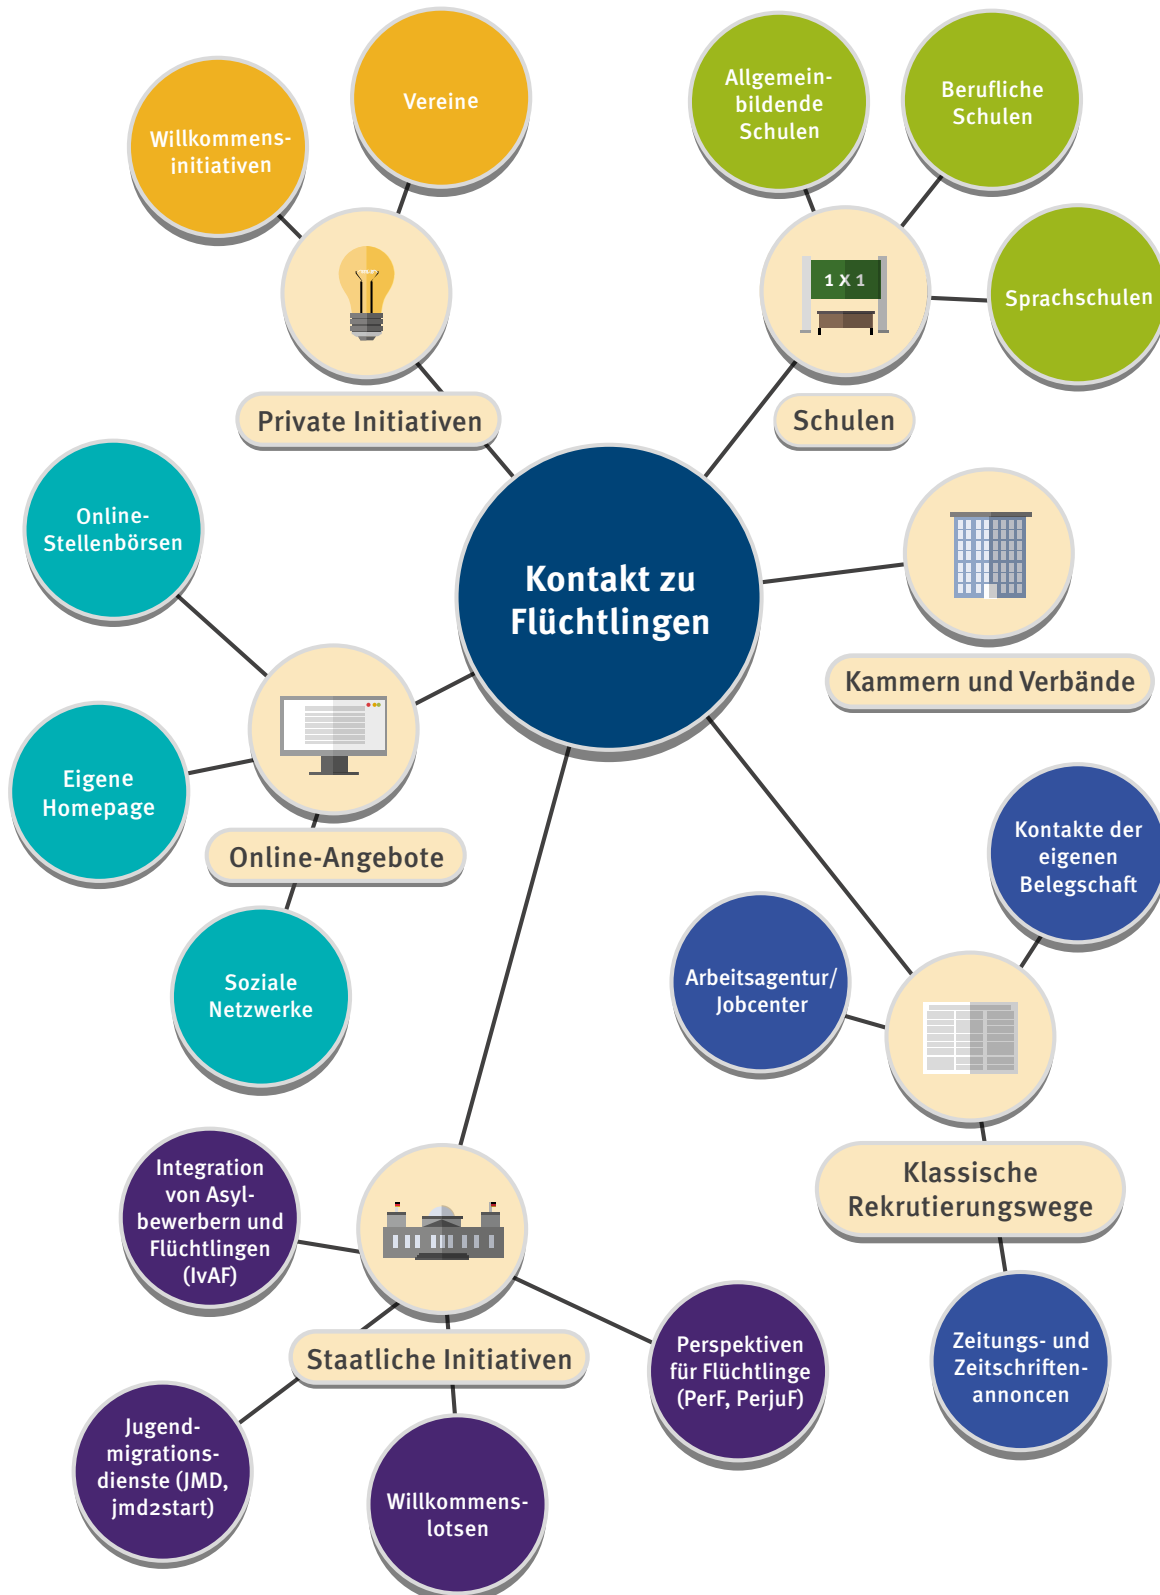 Vereine
Willkommens-
initiativen
Private Initiativen
Allgemein-
bildende
Schulen
Berufliche
Schulen
Sprachschulen
1 X 1
Schulen
Kontakt zu
Flüchtlingen
Kammern und Verbände
Online-
Stellenbörsen
Eigene
Homepage
Online-Angebote
Soziale
Netzwerke
Kontakte der
eigenen
Belegschaft
Arbeitsagentur/
Jobcenter
Klassische
Rekrutierungswege
Zeitungs- und
Zeitschriften-
annoncen
Integration
von Asyl-
bewerbern und
Flüchtlingen
(IvAF)
Staatliche Initiativen
Perspektiven
für Flüchtlinge
(PerF, PerjuF)
Jugend-
migrations-
dienste (JMD,
jmd2start)
Willkommens-
lotsen